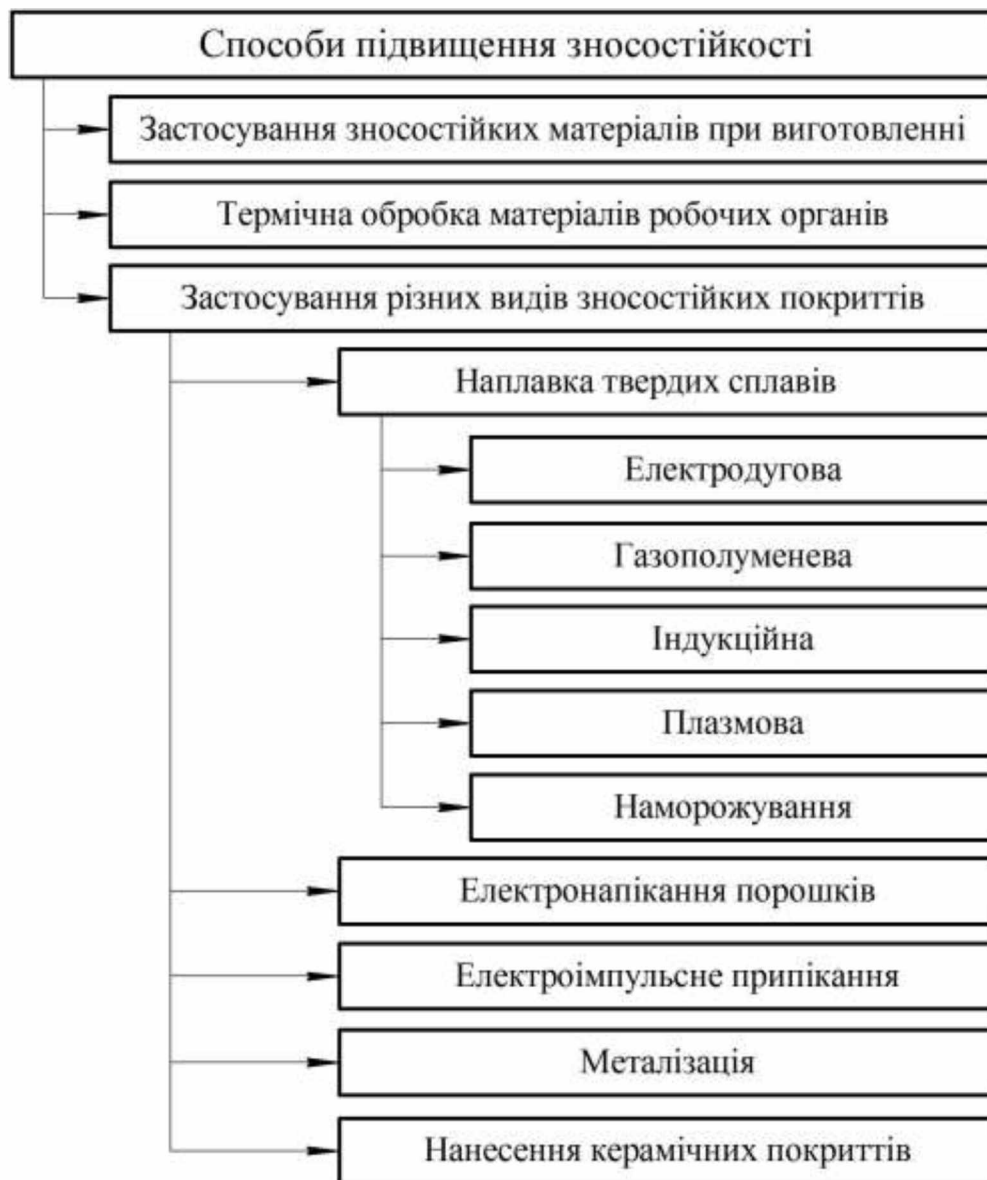 Способи підвищення зносостійкості
Застосування зносостійких матеріалів при виготовленні
Термічна обробка матеріалів робочих органів
Застосування різних видів зносостійких покриттів
Наплавка твердих сплавів
Електродугова
Газополуменева
Індукційна
Плазмова
Наморожування
Електронапікання порошків
Електроімпульсне припікання
Металізація
Нанесення керамічних покриттів